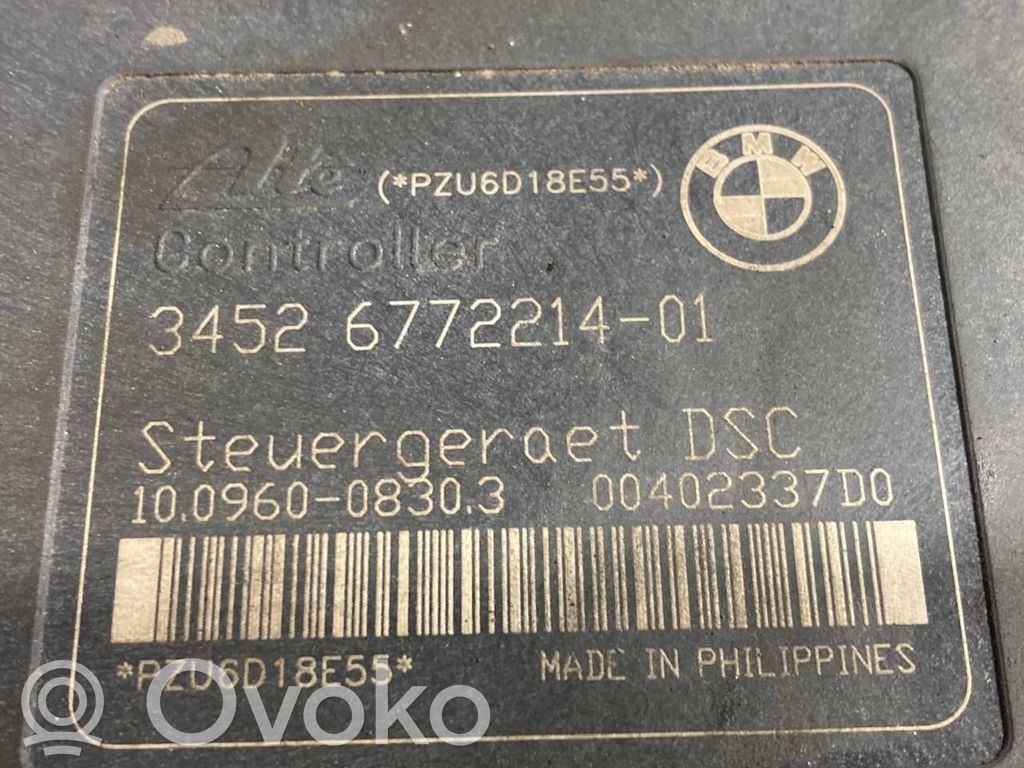 Ate (*PZU6D18E55*) BMW
Controller
3452 6772214-01
Steuergeraet DSC
10.0960-0830.3 00402337D0
*PZU6D18E55* MADE IN PHILIPPINES
Ovoko